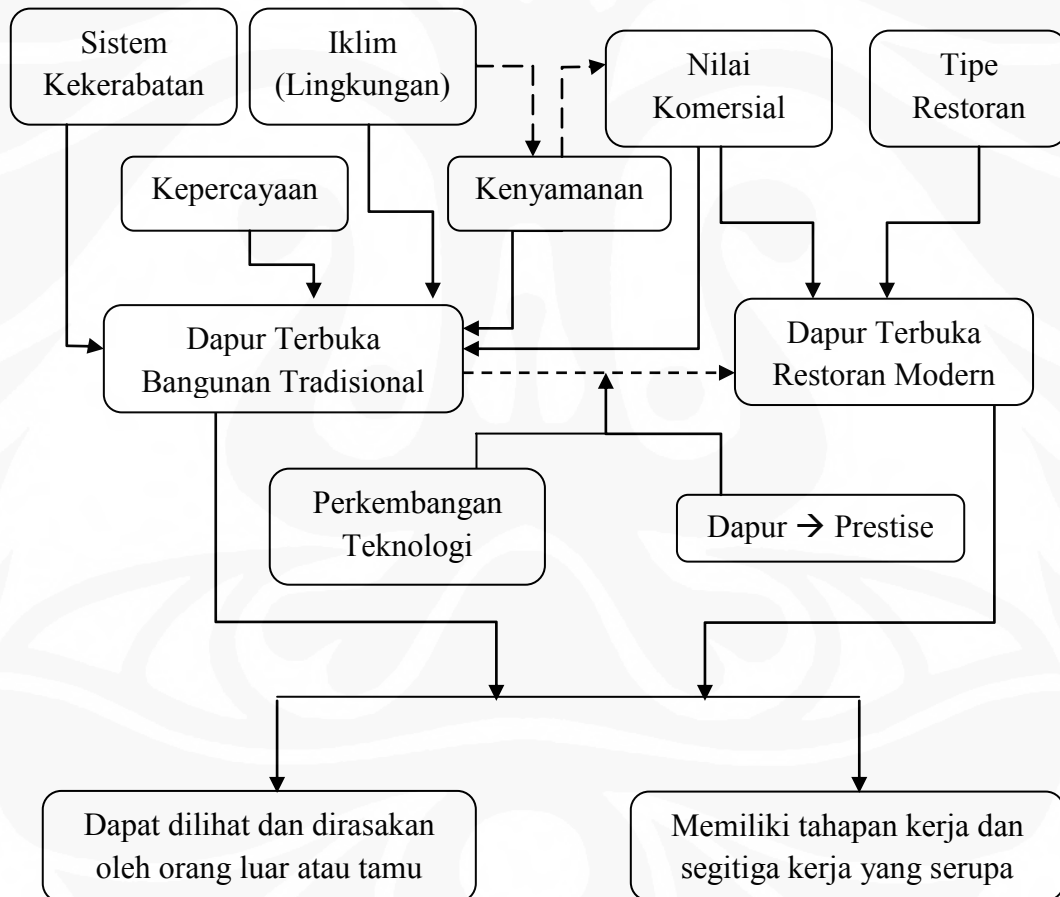 Sistem
Kekerabatan
Iklim
(Lingkungan)
Nilai
Komersial
Tipe
Restoran
Kepercayaan
Kenyamanan
Dapur Terbuka
Bangunan Tradisional
Dapur Terbuka
Restoran Modern
Perkembangan
Teknologi
Dapur → Prestise
Dapat dilihat dan dirasakan
oleh orang luar atau tamu
Memiliki tahapan kerja dan
segitiga kerja yang serupa